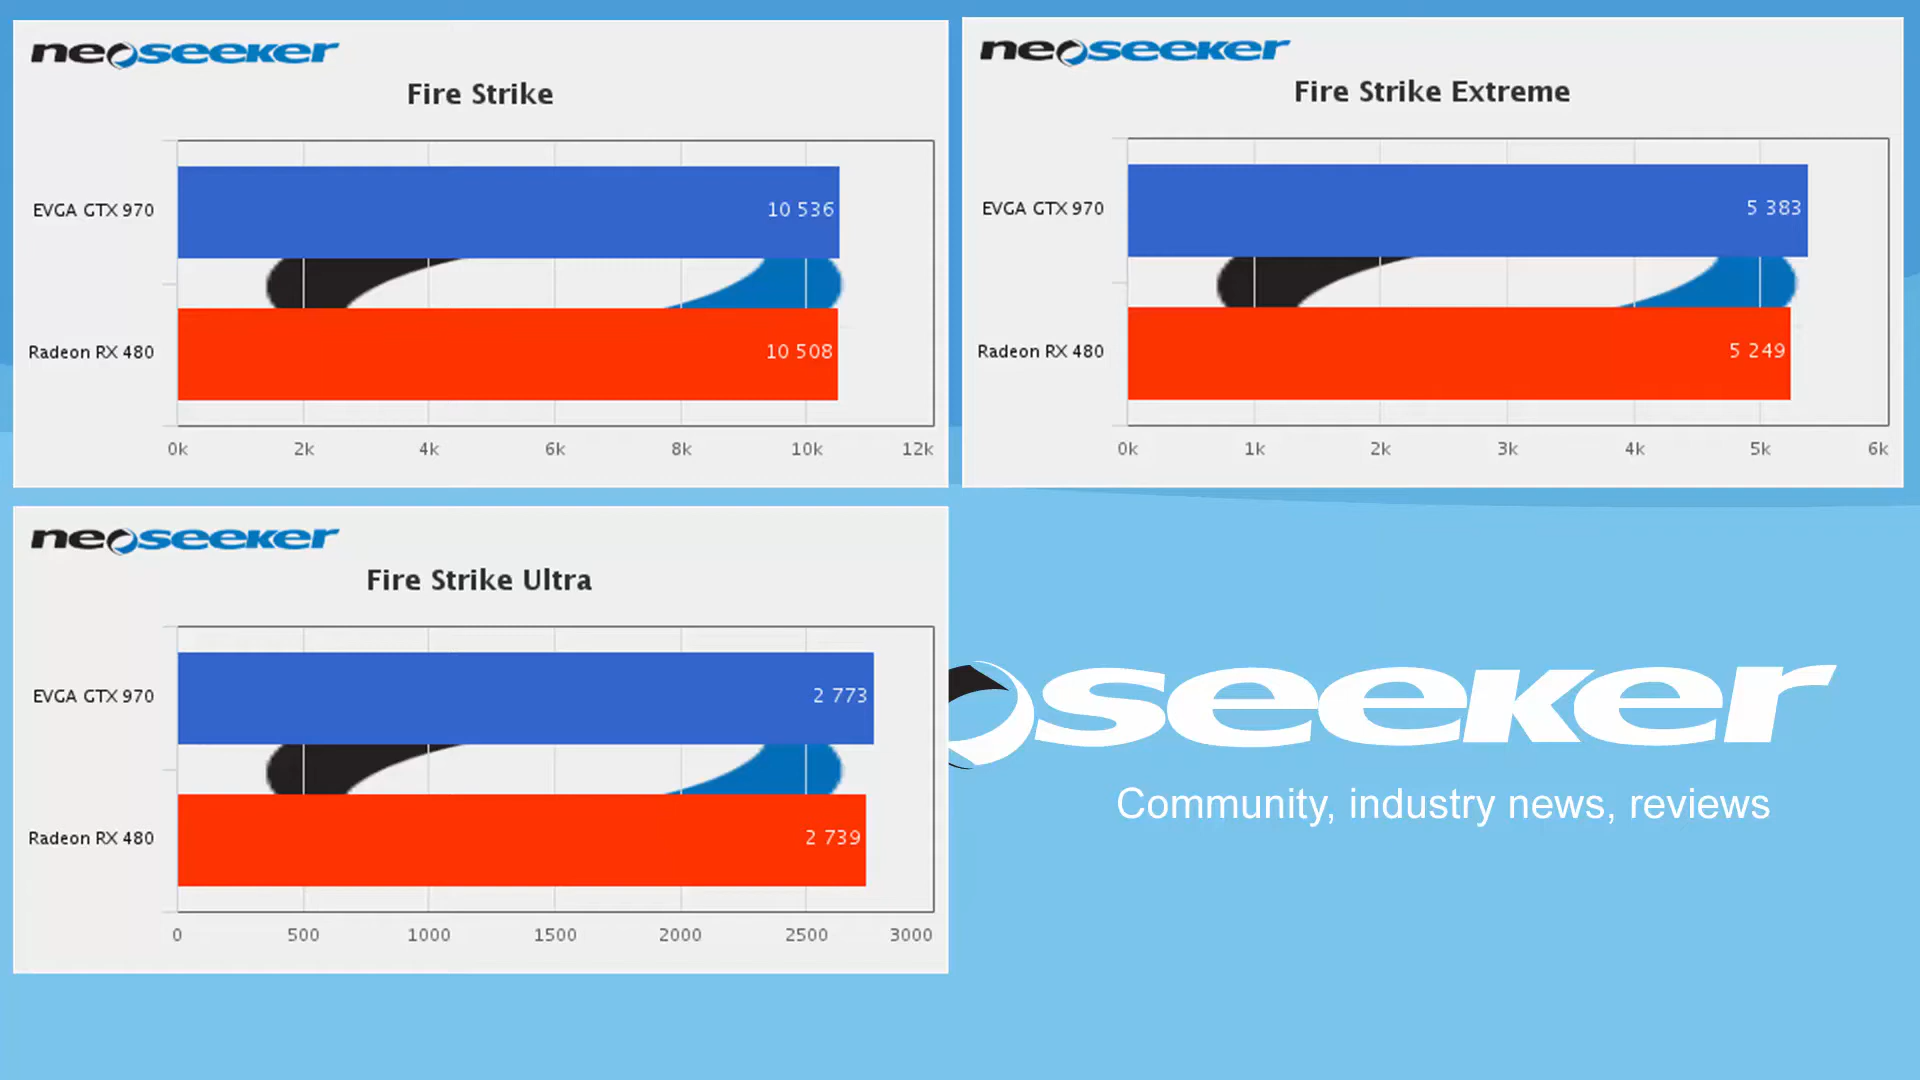 neoseeker
Fire Strike
EVGA GTX 970
10 536
Radeon RX 480
10 508
0k 2k 4k 6k 8k 10k 12k
neoseeker
Fire Strike Extreme
EVGA GTX 970
5 383
Radeon RX 480
5 249
0k 1k 2k 3k 4k 5k 6k
neoseeker
Fire Strike Ultra
EVGA GTX 970
2 773
Radeon RX 480
2 739
0 500 1000 1500 2000 2500 3000
oseeker
Community, industry news, reviews